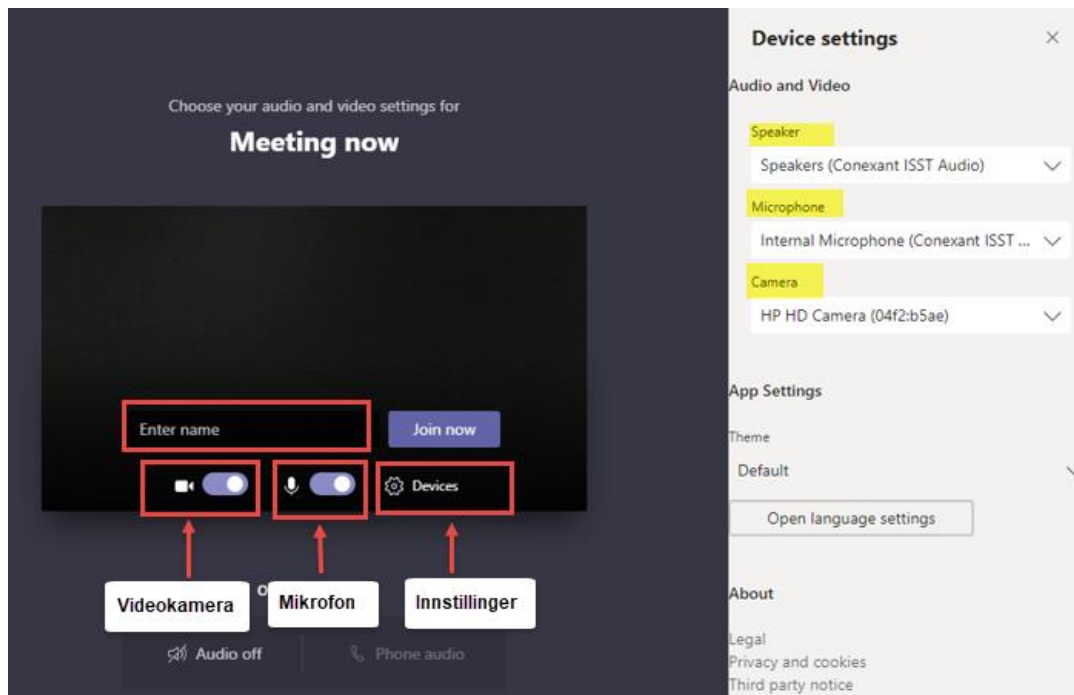 Choose your audio and video settings for
Meeting now
Enter name
Join now
Devices
Videokamera
Mikrofon
Innstillinger
Audio off
Phone audio
Device settings
Audio and Video
Speaker
Speakers (Conexant ISST Audio)
Microphone
Internal Microphone (Conexant ISST ...
Camera
HP HD Camera (04f2:b5ae)
App Settings
Theme
Default
Open language settings
About
Legal
Privacy and cookies
Third party notice